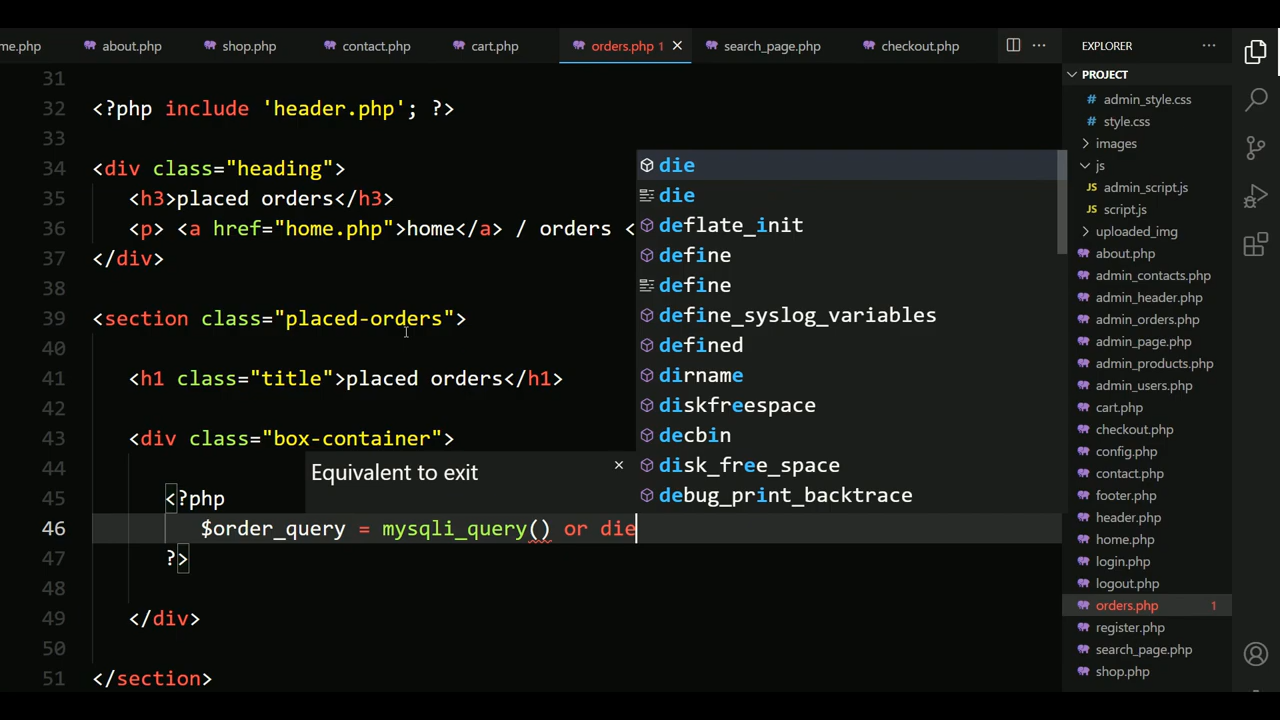 me.php about.php shop.php contact.php cart.php orders.php 1 × search_page.php checkout.php ··· EXPLORER ···
31
32 <?php include 'header.php'; ?>
33
34 <div class="heading">
35 <h3>placed orders</h3>
36 <p> <a href="home.php">home</a> / orders <
37 </div>
38
39 <section class="placed-orders">
40
41 <h1 class="title">placed orders</h1>
42
43 <div class="box-container">
44
45 <?php
46 $order_query = mysqli_query() or die
47 ?>
48
49 </div>
50
51 </section>
Equivalent to exit ×
die
die
deflate_init
define
define
define_syslog_variables
defined
dirname
diskfreespace
decbin
disk_free_space
debug_print_backtrace
PROJECT
# admin_style.css
# style.css
images
js
JS admin_script.js
JS script.js
uploaded_img
about.php
admin_contacts.php
admin_header.php
admin_orders.php
admin_page.php
admin_products.php
admin_users.php
cart.php
checkout.php
config.php
contact.php
footer.php
header.php
home.php
login.php
logout.php
orders.php 1
register.php
search_page.php
shop.php